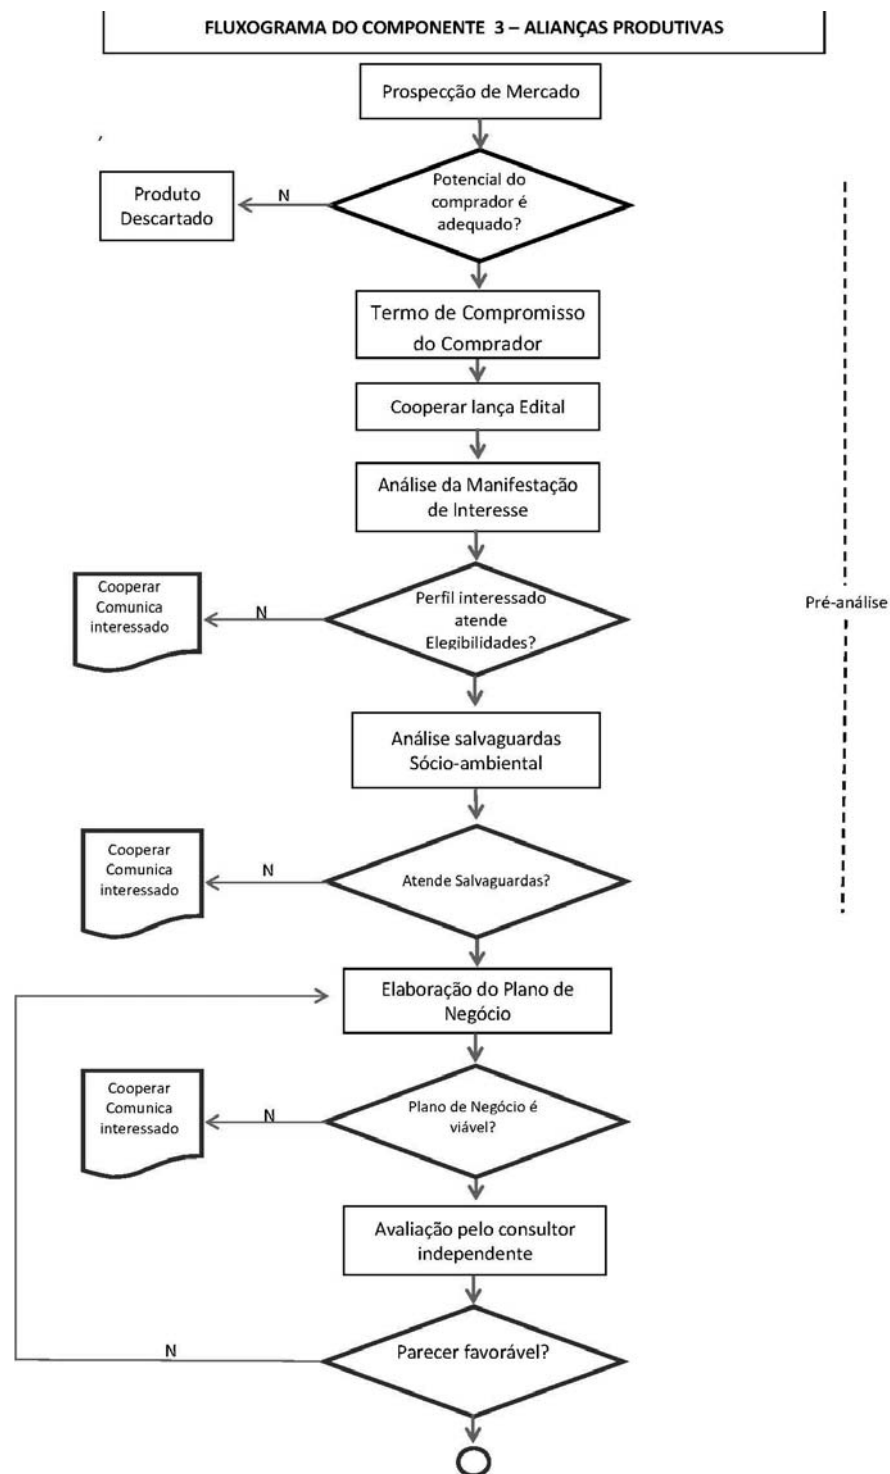 FLUXOGRAMA DO COMPONENTE 3 – ALIANÇAS PRODUTIVAS
Prospecção de Mercado
Potencial do
comprador é
adequado?
N
Produto
Descartado
Termo de Compromisso
do Comprador
Cooperar lança Edital
Análise da Manifestação
de Interesse
Perfil interessado
atende
Elegibilidades?
N
Cooperar
Comunica
interessado
Pré-análise
Análise salvaguardas
Sócio-ambiental
Atende Salvaguardas?
N
Cooperar
Comunica
interessado
Elaboração do Plano de
Negócio
Plano de Negócio é
viável?
N
Cooperar
Comunica
interessado
Avaliação pelo consultor
independente
Parecer favorável?
N